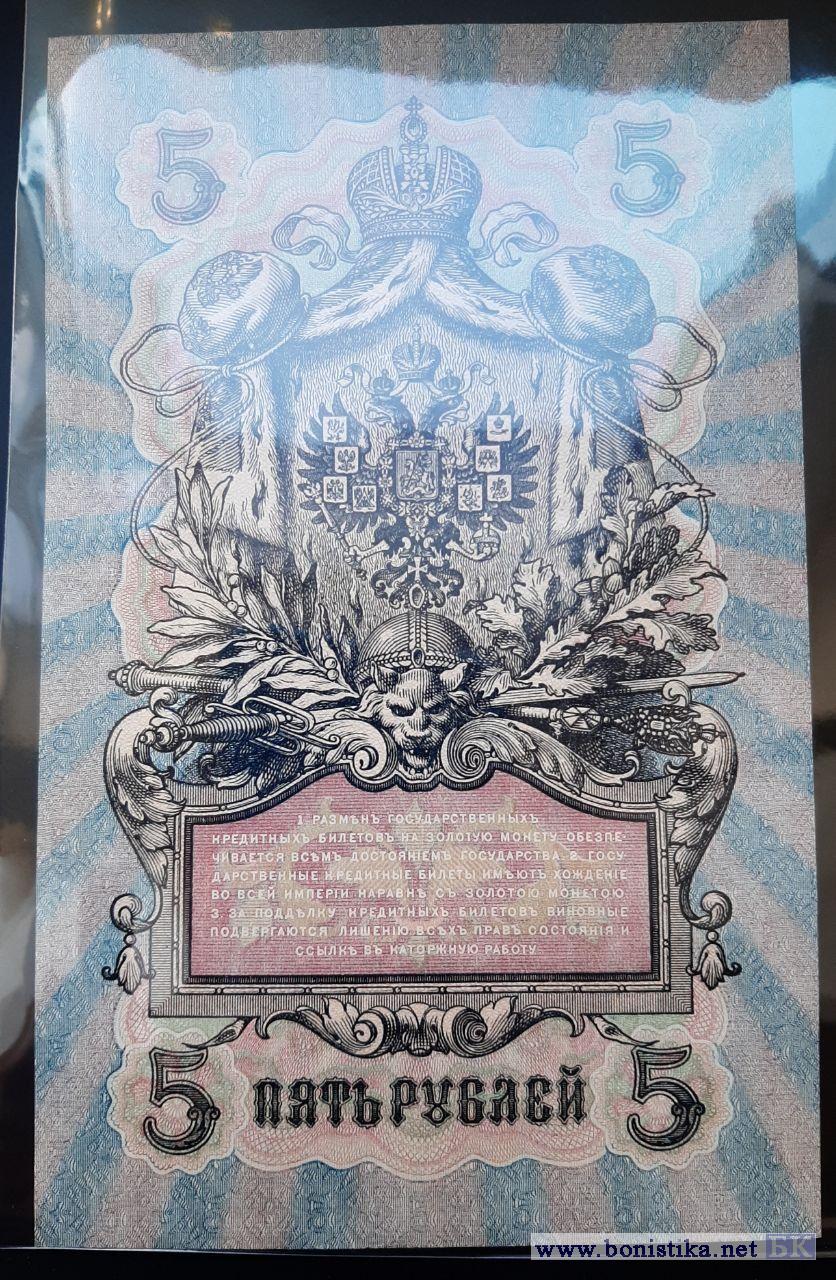 5 5
1. РАЗМѢНЪ ГОСУДАРСТВЕННЫХЪ
КРЕДИТНЫХЪ БИЛЕТОВЪ НА ЗОЛОТУЮ МОНЕТУ ОБЕЗПЕ-
ЧИВАЕТСЯ ВСѢМЪ ДОСТОЯНІЕМЪ ГОСУДАРСТВА. 2. ГОСУ-
ДАРСТВЕННЫЕ КРЕДИТНЫЕ БИЛЕТЫ ИМѢЮТЪ ХОЖДЕНІЕ
ВО ВСЕЙ ИМПЕРІИ НАРАВНѢ СЪ ЗОЛОТОЮ МОНЕТОЮ.
3. ЗА ПОДДѢЛКУ КРЕДИТНЫХЪ БИЛЕТОВЪ ВИНОВНЫЕ
ПОДВЕРГАЮТСЯ ЛИШЕНІЮ ВСѢХЪ ПРАВЪ СОСТОЯНІЯ И
ССЫЛКѢ ВЪ КАТОРЖНУЮ РАБОТУ
5 ПЯТЬ РУБЛЕЙ 5
www.bonistika.net БК